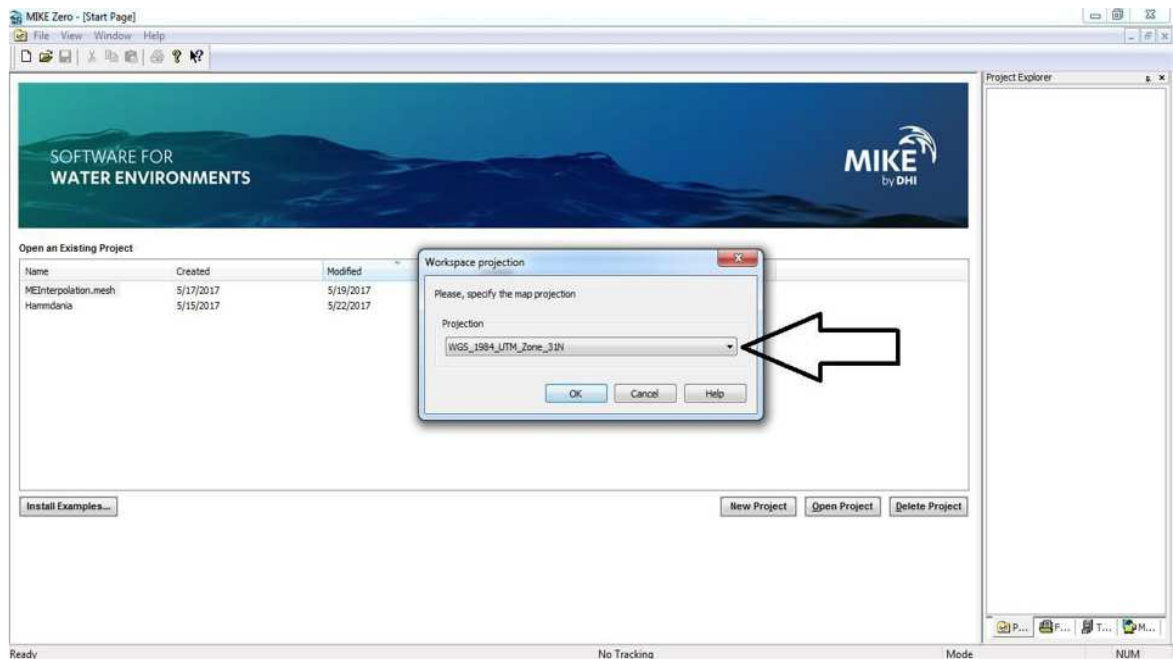 MIKE Zero - [Start Page]
File View Window Help
Project Explorer
SOFTWARE FOR
WATER ENVIRONMENTS
MIKE
by DHI
Open an Existing Project
Name Created Modified
MEInterpolation.mesh 5/17/2017 5/19/2017
Hammdania 5/15/2017 5/22/2017
Workspace projection
Please, specify the map projection
Projection
WGS_1984_UTM_Zone_31N
OK Cancel Help
Install Examples... New Project Open Project Delete Project
P... F... T... M...
Ready No Tracking Mode NUM